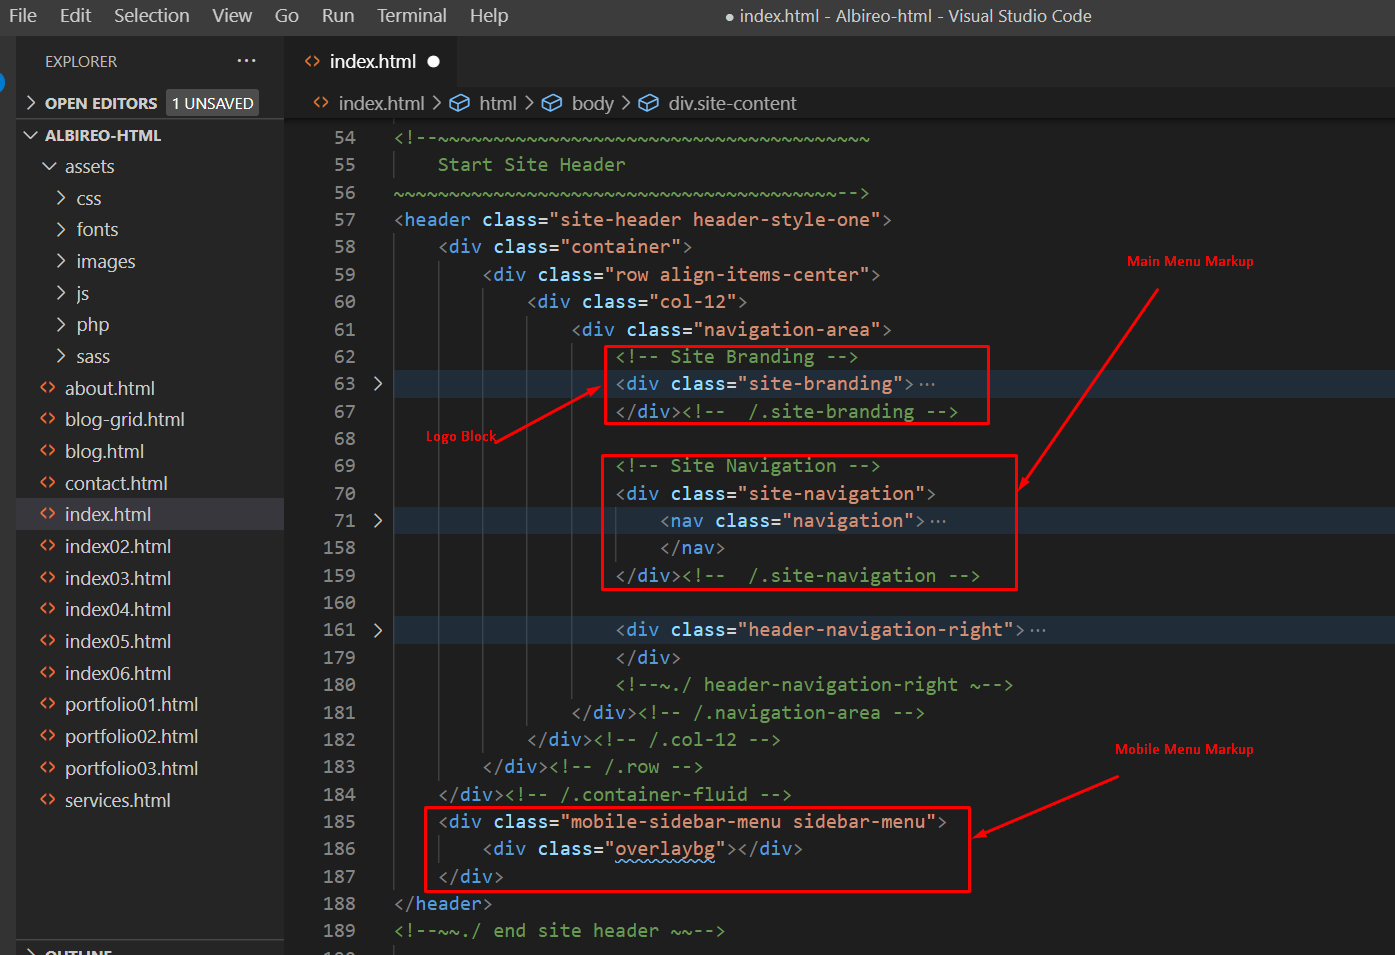 File Edit Selection View Go Run Terminal Help
● index.html - Albireo-html - Visual Studio Code
EXPLORER ···
OPEN EDITORS 1 UNSAVED
ALBIREO-HTML
assets
css
fonts
images
js
php
sass
about.html
blog-grid.html
blog.html
contact.html
index.html
index02.html
index03.html
index04.html
index05.html
index06.html
portfolio01.html
portfolio02.html
portfolio03.html
services.html
OUTLINE
index.html ●
index.html > html > body > div.site-content
54 <!--~~~~~~~~~~~~~~~~~~~~~~~~~~~~~~~~~~~~~~~
55 Start Site Header
56 ~~~~~~~~~~~~~~~~~~~~~~~~~~~~~~~~~~~~~~~~-->
57 <header class="site-header header-style-one">
58 <div class="container">
59 <div class="row align-items-center">
60 <div class="col-12">
61 <div class="navigation-area">
62 <!-- Site Branding -->
63 <div class="site-branding">···
67 </div><!--  /.site-branding -->
68
69 <!-- Site Navigation -->
70 <div class="site-navigation">
71 <nav class="navigation">···
158 </nav>
159 </div><!--  /.site-navigation -->
160
161 <div class="header-navigation-right">···
179 </div>
180 <!--~./ header-navigation-right ~-->
181 </div><!-- /.navigation-area -->
182 </div><!-- /.col-12 -->
183 </div><!-- /.row -->
184 </div><!-- /.container-fluid -->
185 <div class="mobile-sidebar-menu sidebar-menu">
186 <div class="overlaybg"></div>
187 </div>
188 </header>
189 <!--~~./ end site header ~~-->
Main Menu Markup
Logo Block
Mobile Menu Markup